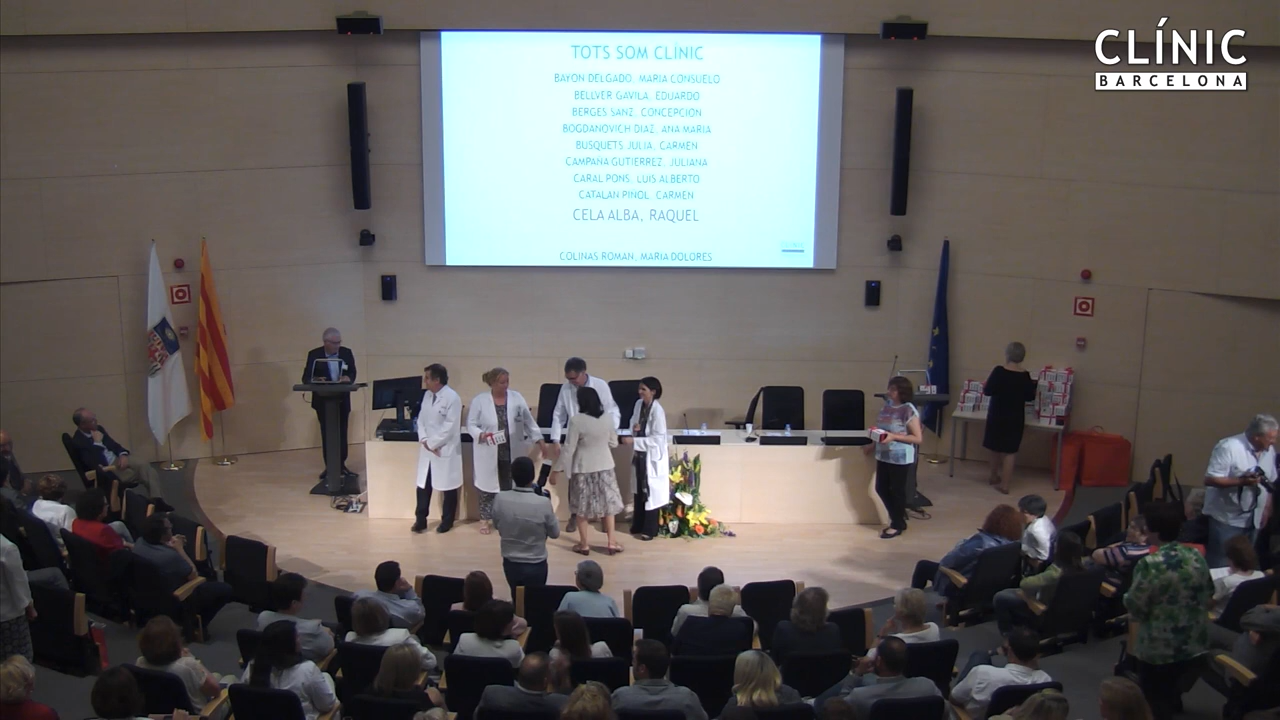 CLÍNIC
BARCELONA
TOTS SOM CLÍNIC
BAYON DELGADO, MARIA CONSUELO
BELLVER GAVILA, EDUARDO
BERGES SANZ, CONCEPCION
BOGDANOVICH DIAZ, ANA MARIA
BUSQUETS JULIA, CARMEN
CAMPAÑA GUTIERREZ, JULIANA
CARAL PONS, LUIS ALBERTO
CATALAN PIÑOL, CARMEN
CELA ALBA, RAQUEL
COLINAS ROMAN, MARIA DOLORES